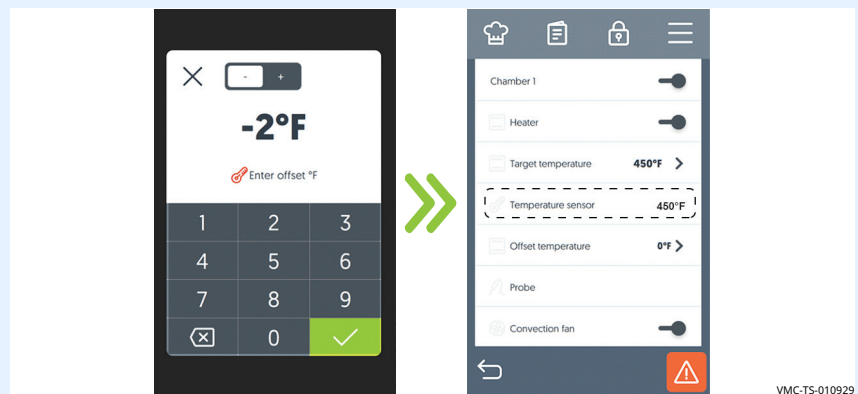 - +
-2°F
Enter offset °F
1 2 3
4 5 6
7 8 9
0
Chamber 1
Heater
Target temperature 450°F
Temperature sensor 450°F
Offset temperature 0°F
Probe
Convection fan
VMC-TS-010929